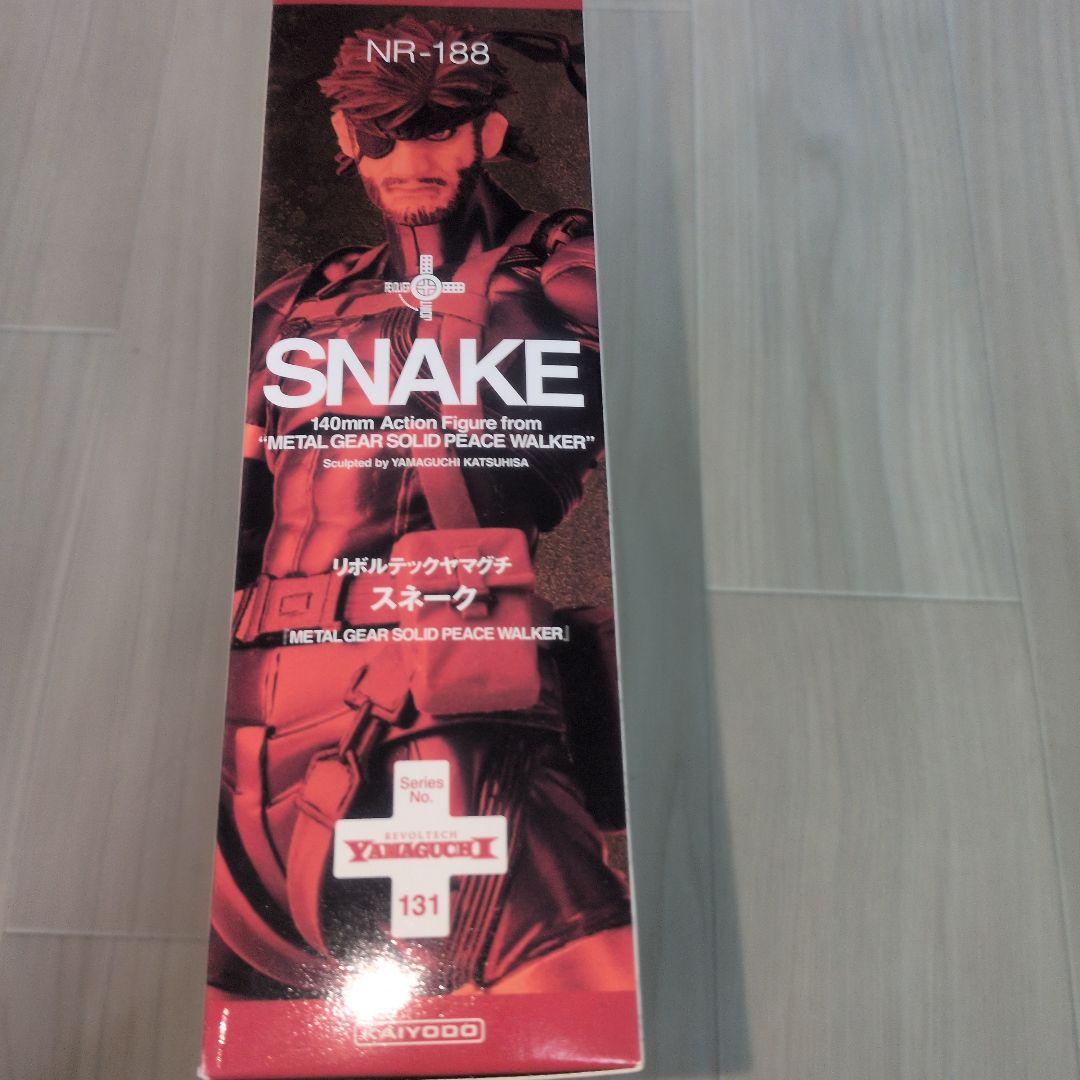 NR-188
REVOLVER
SNAKE
140mm Action Figure from
“METAL GEAR SOLID PEACE WALKER”
Sculpted by YAMAGUCHI KATSUHISA
リボルテックヤマグチ
スネーク
『METAL GEAR SOLID PEACE WALKER』
Series
No.
REVOLTECH
YAMAGUCHI
131
KAIYODO